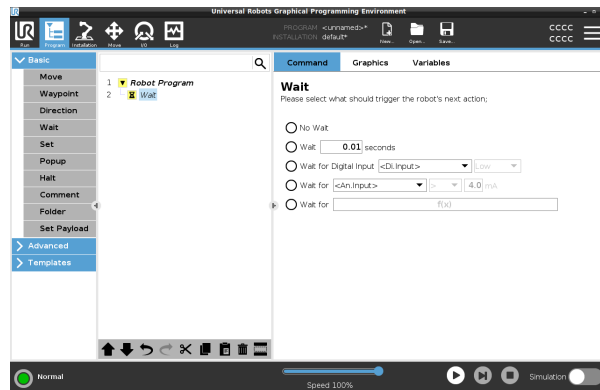 Universal Robots Graphical Programming Environment
PROGRAM <unnamed>*
INSTALLATION default*
CCCC
CCCC
Run Program Installation Move I/O Log New... Open... Save...
Basic
Move
Waypoint
Direction
Wait
Set
Popup
Halt
Comment
Folder
Set Payload
Advanced
Templates
1 Robot Program
2 Wait
Command Graphics Variables
Wait
Please select what should trigger the robot's next action;
No Wait
Wait 0.01 seconds
Wait for Digital Input <Di.Input> Low
Wait for <An.Input> > 4.0 mA
Wait for f(x)
Normal
Speed 100%
Simulation